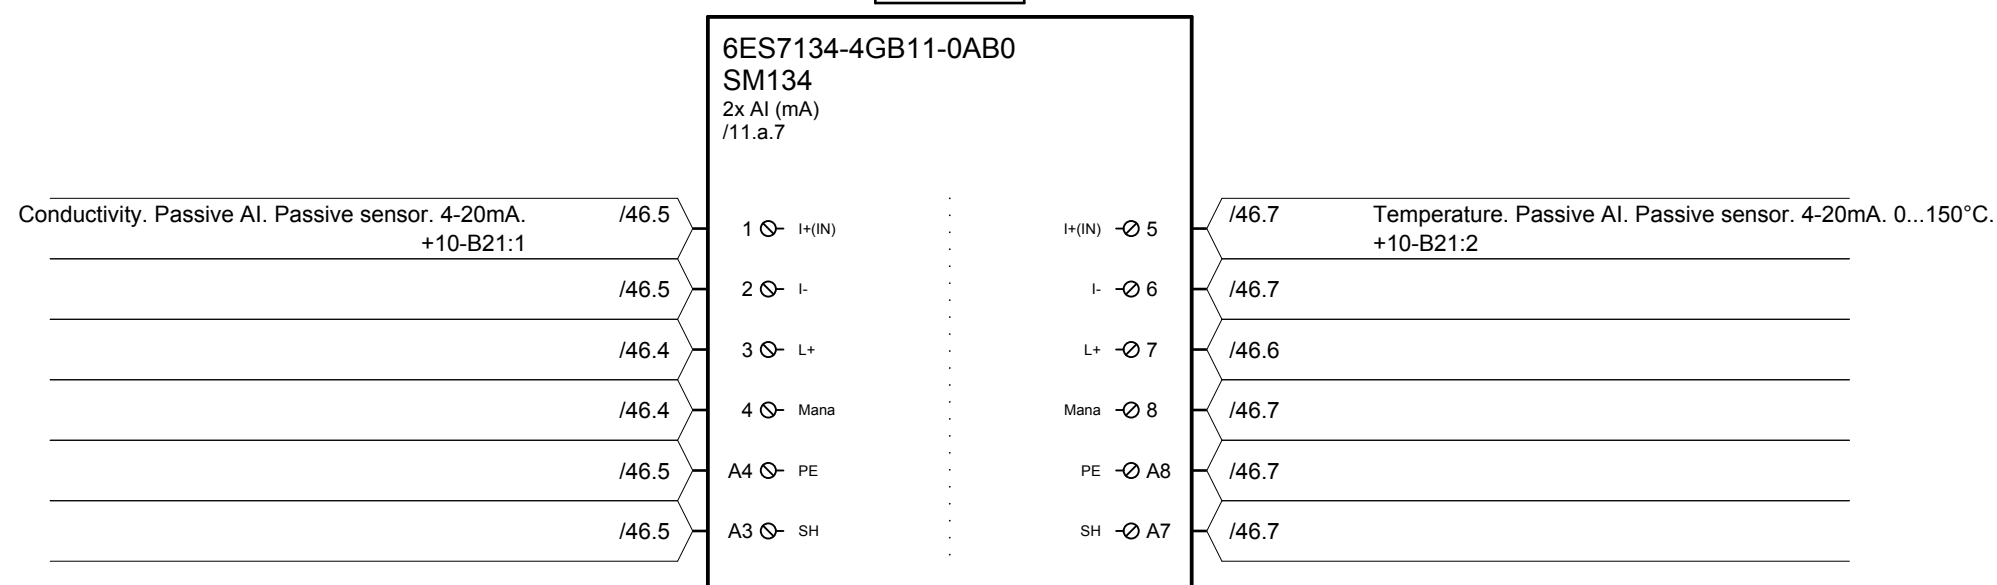 6ES7134-4GB11-0AB0
SM134
2x AI (mA)
/11.a.7
Conductivity. Passive AI. Passive sensor. 4-20mA. /46.5 1 I+(IN) I+(IN) 5 /46.7 Temperature. Passive AI. Passive sensor. 4-20mA. 0...150°C.
+10-B21:1 +10-B21:2
/46.5 2 I- I- 6 /46.7
/46.4 3 L+ L+ 7 /46.6
/46.4 4 Mana Mana 8 /46.7
/46.5 A4 PE PE A8 /46.7
/46.5 A3 SH SH A7 /46.7